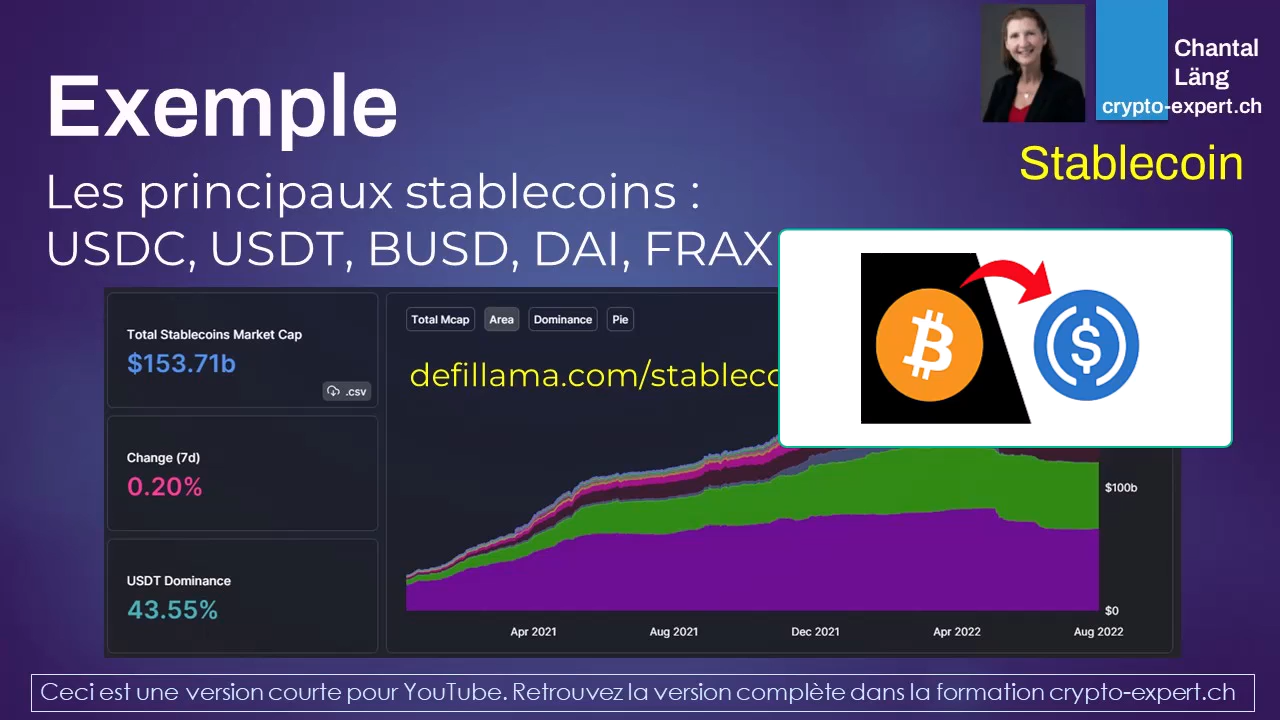 Chantal
Läng
crypto-expert.ch
Exemple
Stablecoin
Les principaux stablecoins :
USDC, USDT, BUSD, DAI, FRAX
Total Stablecoins Market Cap
$153.71b
.csv
Change (7d)
0.20%
USDT Dominance
43.55%
Total Mcap
Area
Dominance
Pie
defillama.com/stablec
$100b
$0
Apr 2021
Aug 2021
Dec 2021
Apr 2022
Aug 2022
Ceci est une version courte pour YouTube. Retrouvez la version complète dans la formation crypto-expert.ch